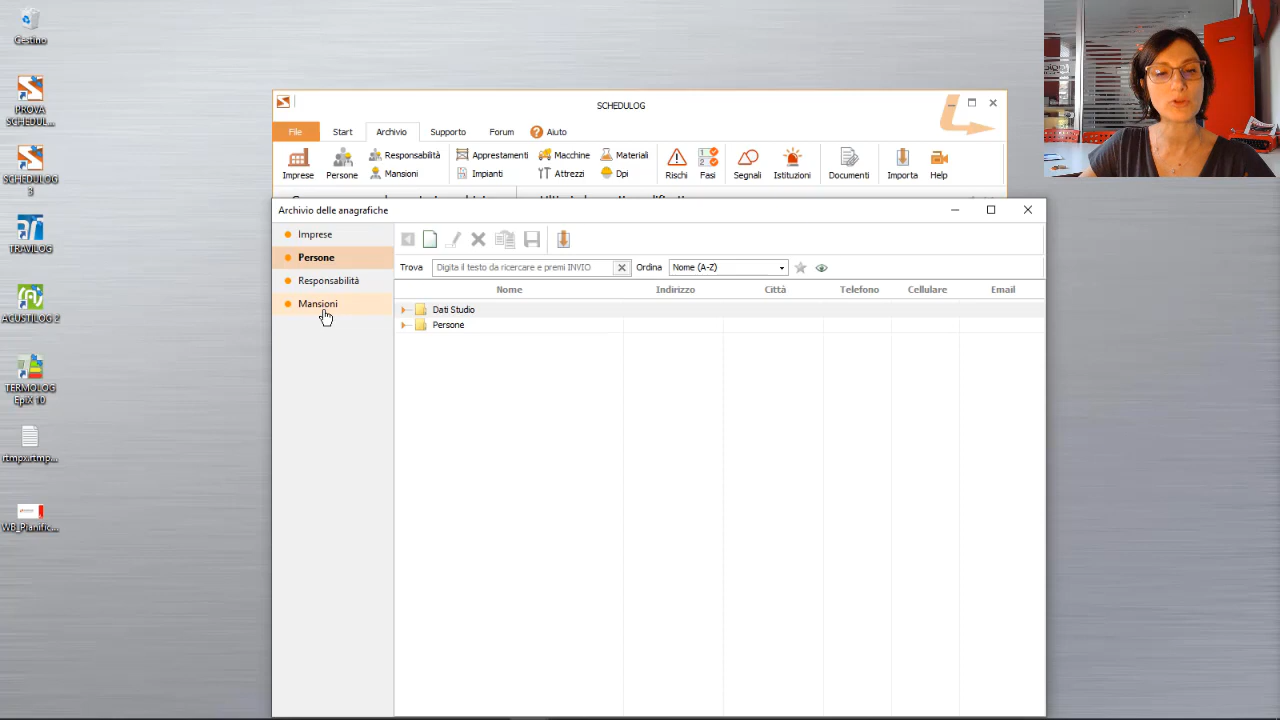 Cestino
PROVA
SCHEDUL...
SCHEDULOG
3
TRAVILOG
ACUSTILOG 2
TERMOLOG
EpiX 10
rtmpx.rtmp...
WB_Planific...
SCHEDULOG
File Start Archivio Supporto Forum Aiuto
Imprese Persone Responsabilità Mansioni Apprestamenti Impianti Macchine Attrezzi Materiali Dpi Rischi Fasi Segnali Istituzioni Documenti Importa Help
Archivio delle anagrafiche
Imprese
Persone
Responsabilità
Mansioni
Trova Digita il testo da ricercare e premi INVIO Ordina Nome (A-Z)
Nome Indirizzo Città Telefono Cellulare Email
Dati Studio
Persone